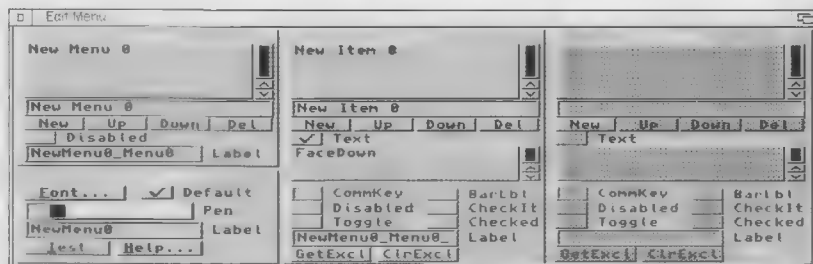 Edit Menu
New Menu 0
New Menu 0
New Up Down Del
Disabled
NewMenu0_Menu0 Label
Font... Default
Pen
NewMenu0 Label
Test Help...
New Item 0
New Item 0
New Up Down Del
Text
FaceDown
CommKey BarLbl
Disabled CheckIt
Toggle Checked
NewMenu0_Menu0_ Label
GetExcl ClrExcl
New Up Down Del
Text
CommKey BarLbl
Disabled CheckIt
Toggle Checked
Label
GetExcl ClrExcl